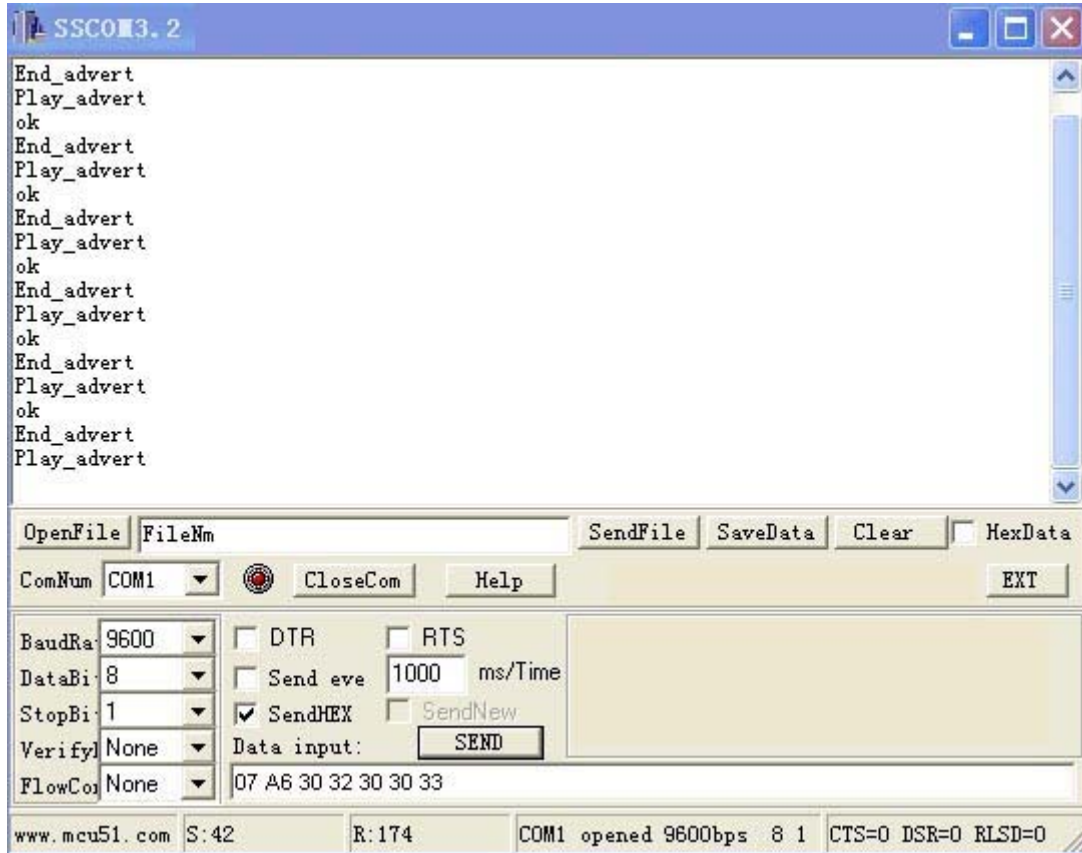 SSCOM3.2
End_advert
Play_advert
ok
End_advert
Play_advert
ok
End_advert
Play_advert
ok
End_advert
Play_advert
ok
End_advert
Play_advert
ok
End_advert
Play_advert
OpenFile FileNm SendFile SaveData Clear HexData
ComNum COM1 CloseCom Help EXT
BaudRa 9600 DTR RTS
DataBi 8 Send eve 1000 ms/Time
StopBi 1 SendHEX SendNew
Verify None Data input: SEND
FlowCo None 07 A6 30 32 30 30 33
www.mcu51.com S:42 R:174 COM1 opened 9600bps 8 1 CTS=0 DSR=0 RLSD=0